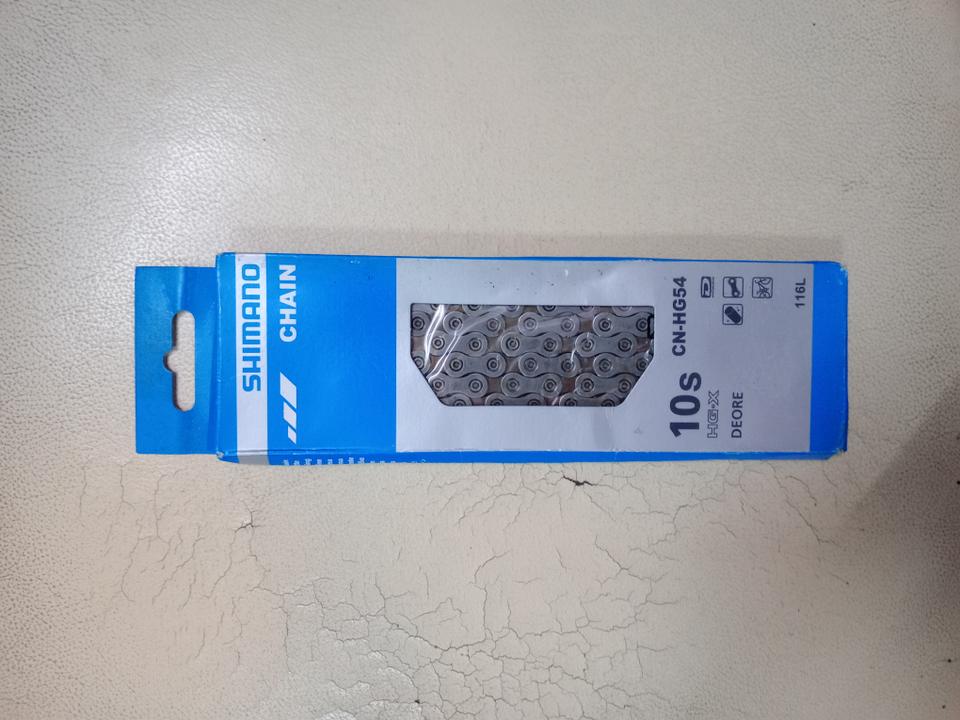 SHIMANO
CHAIN
10s CN-HG54
HG-X
DEORE
116L